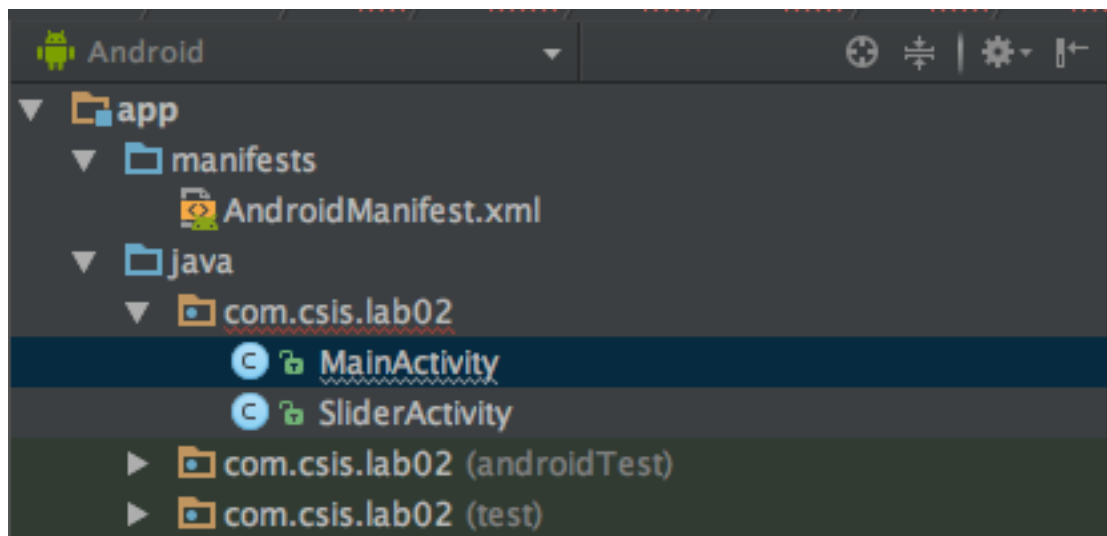 Android
app
manifests
AndroidManifest.xml
java
com.csis.lab02
C MainActivity
C SliderActivity
com.csis.lab02 (androidTest)
com.csis.lab02 (test)